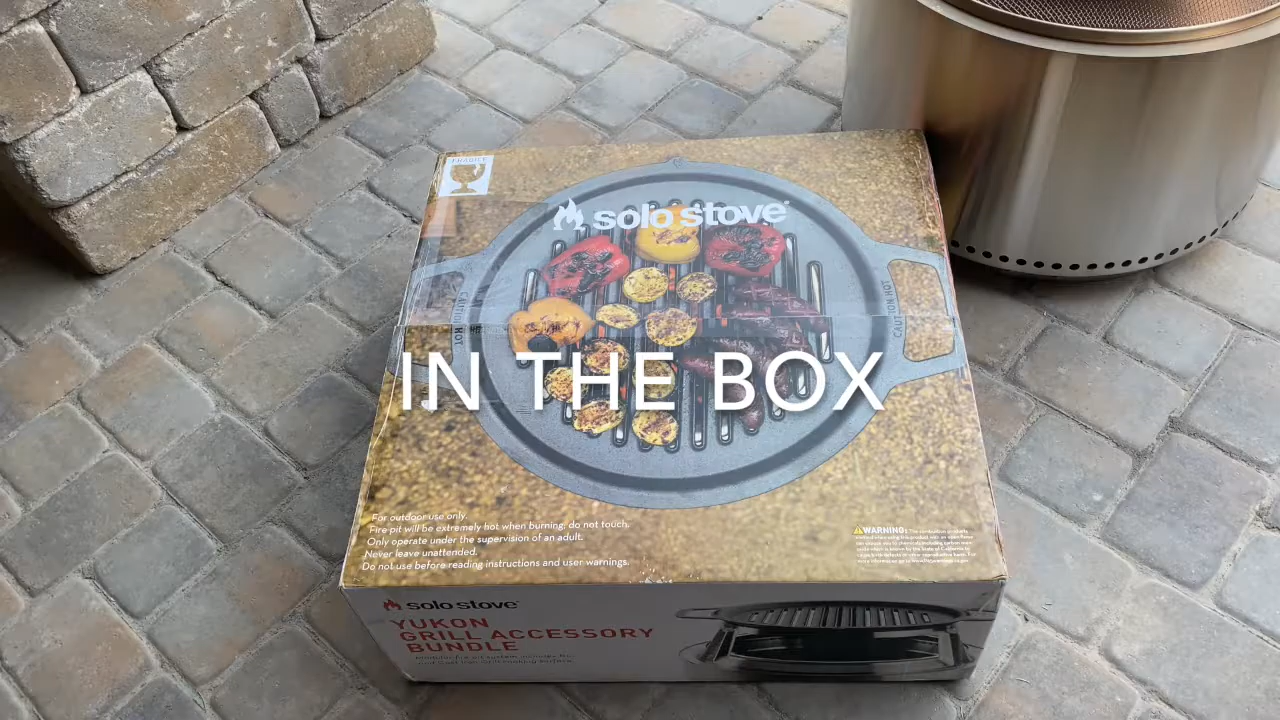 FRAGILE
solo stove
CAUTION HOT
CAUTION HOT
IN THE BOX
For outdoor use only.
Fire pit will be extremely hot when burning, do not touch.
Only operate under the supervision of an adult.
Never leave unattended.
Do not use before reading instructions and user warnings.
WARNING:
solo stove
YUKON
GRILL ACCESSORY
BUNDLE